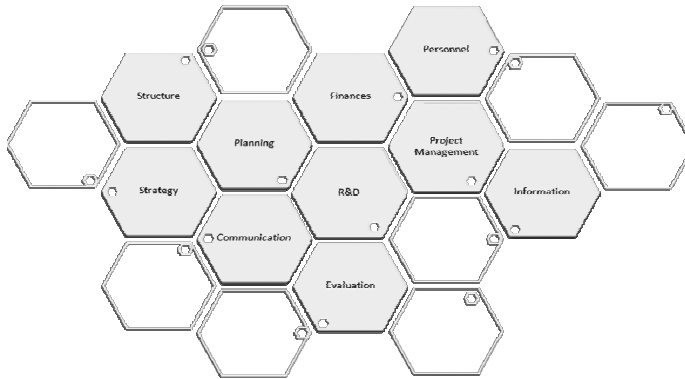 Personnel
Structure
Finances
Planning
Project
Management
Strategy
R&D
Information
Communication
Evaluation